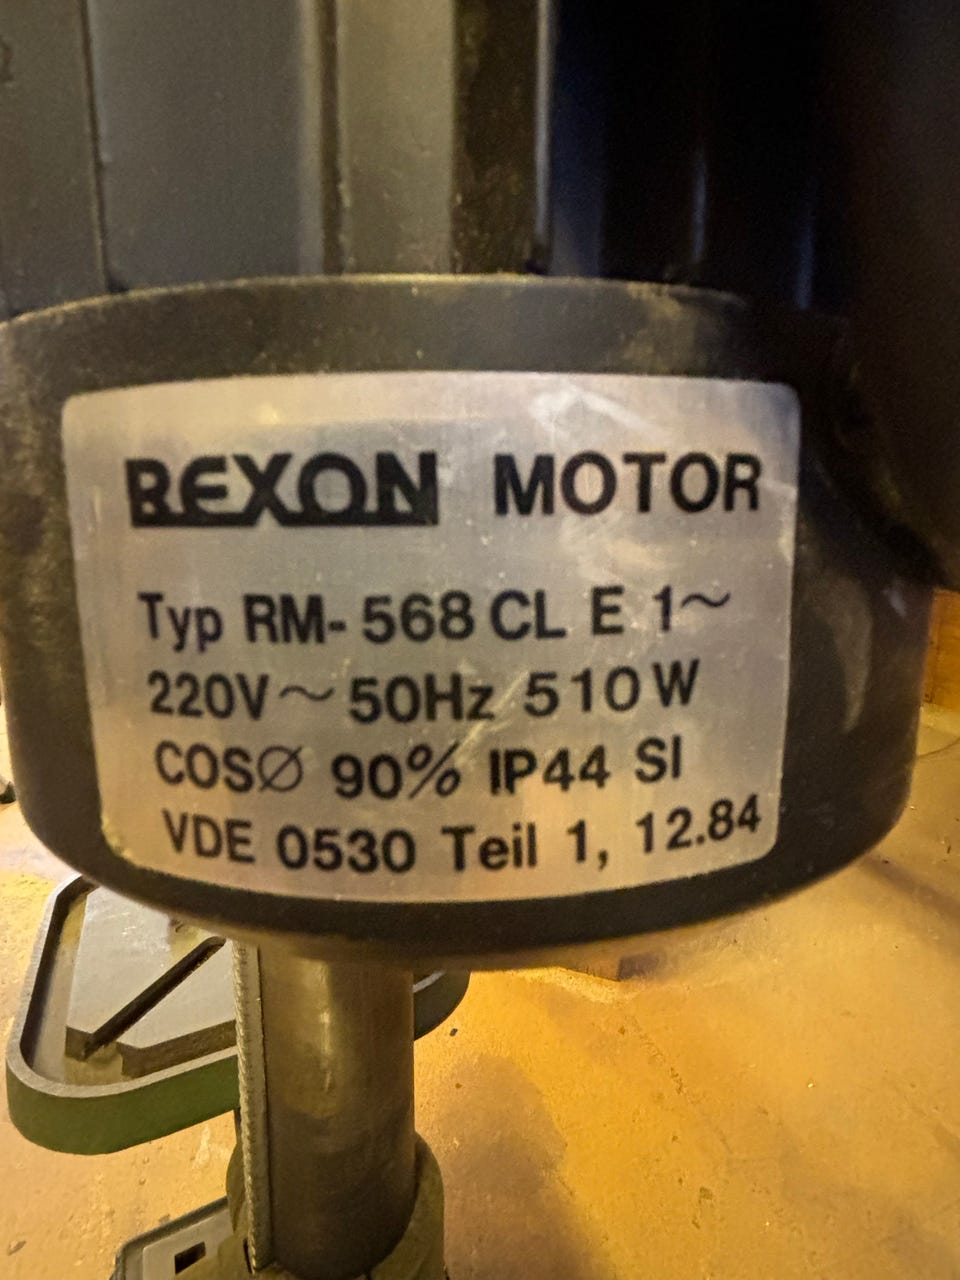 REXON MOTOR
Typ RM-568 CL E 1~
220V~50Hz 510W
COSØ 90% IP44 SI
VDE 0530 Teil 1, 12.84